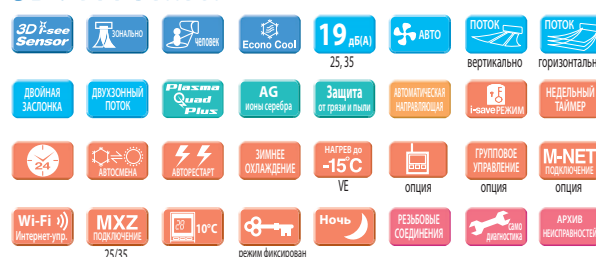 3D i-see Sensor
ЗОНАЛЬНО
ЧЕЛОВЕК
Econo Cool
19 дБ(А)
АВТО
ПОТОК
ПОТОК
25, 35
вертикально
горизонтальн
ДВОЙНАЯ ЗАСЛОНКА
ДВУХЗОННЫЙ ПОТОК
Plasma Quad Plus
AG ионы серебра
Защита от грязи и пыли
АВТОМАТИЧЕСКАЯ НАПРАВЛЯЮЩАЯ
i-save РЕЖИМ
НЕДЕЛЬНЫЙ ТАЙМЕР
24
АВТОСМЕНА
АВТОРЕСТАРТ
ЗИМНЕЕ ОХЛАЖДЕНИЕ
НАГРЕВ до -15°C
ГРУППОВОЕ УПРАВЛЕНИЕ
M-NET ПОДКЛЮЧЕНИЕ
VE
опция
опция
опция
Wi-Fi Интернет-упр.
MXZ ПОДКЛЮЧЕНИЕ
28 10°C
Ночь
РЕЗЬБОВЫЕ СОЕДИНЕНИЯ
само диагностика
АРХИВ НЕИСПРАВНОСТЕЙ
25/35
режим фиксирован